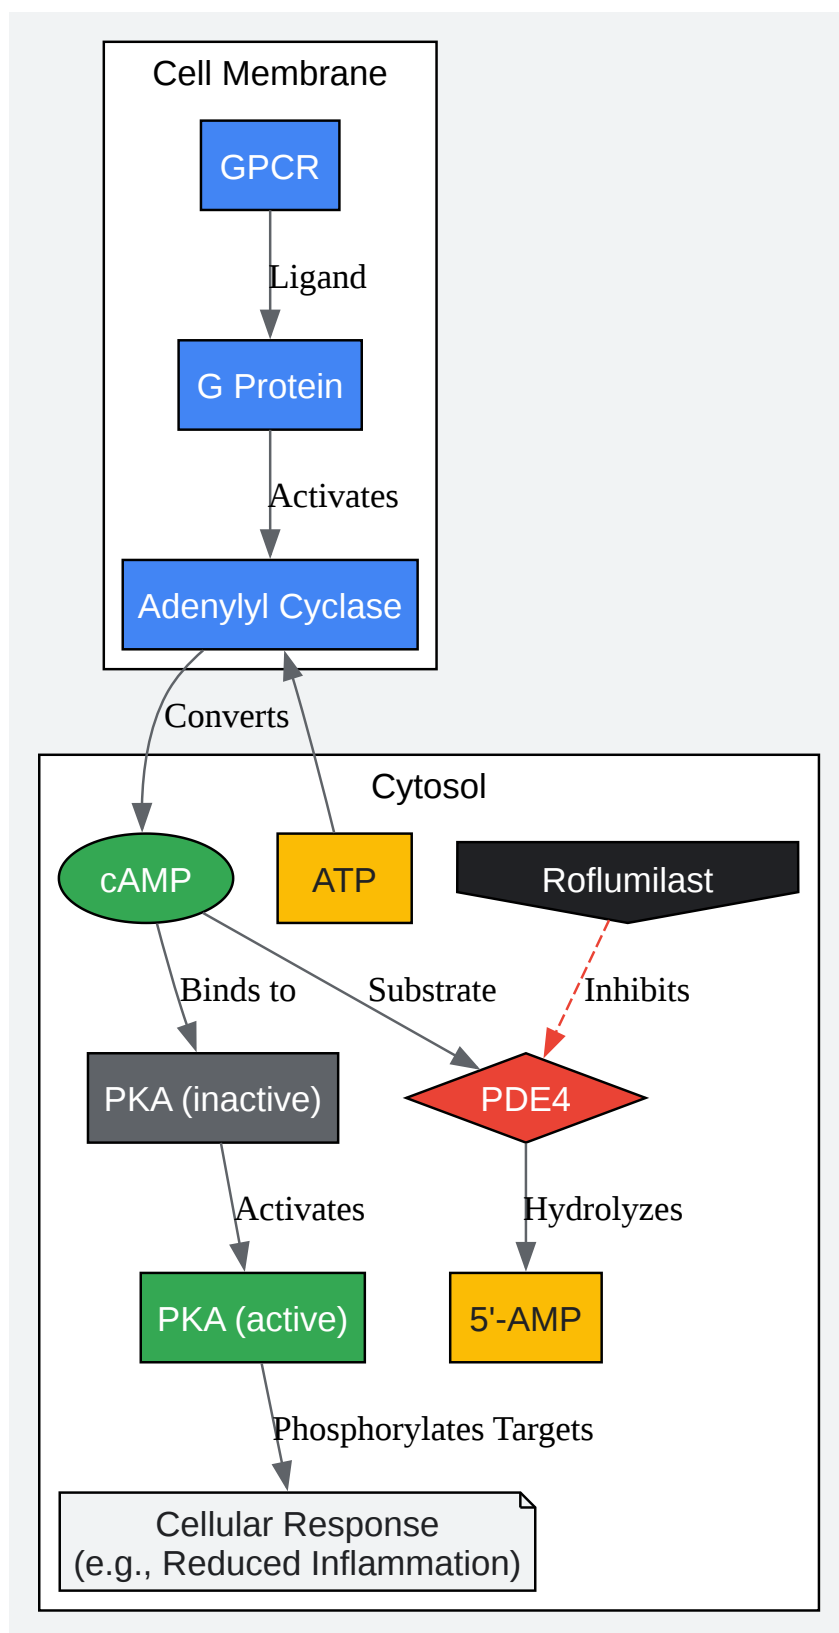 Cell Membrane
GPCR
Ligand
G Protein
Activates
Adenylyl Cyclase
Converts
Cytosol
cAMP
ATP
Roflumilast
Binds to
Substrate
Inhibits
PKA (inactive)
PDE4
Activates
Hydrolyzes
PKA (active)
5'-AMP
Phosphorylates Targets
Cellular Response
(e.g., Reduced Inflammation)